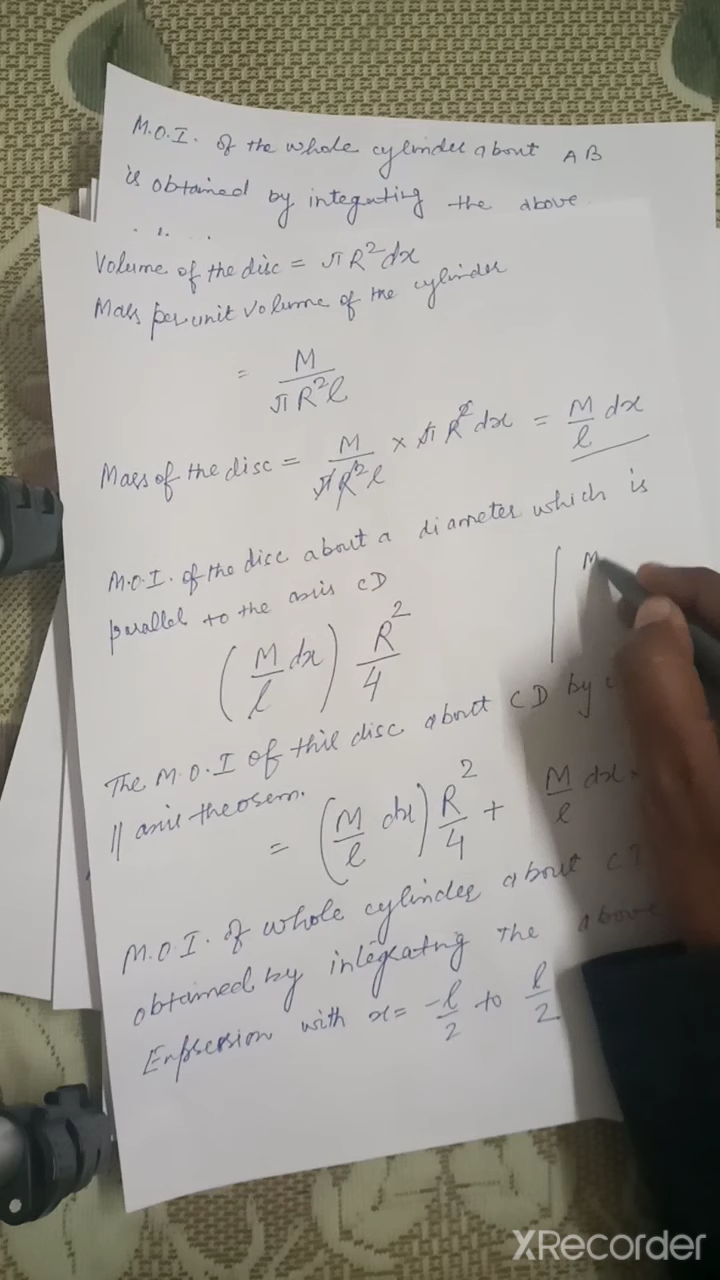 M.O.I. of the whole cylinder about AB
is obtained by integrating the above
Volume of the disc = πR²dx
Mass per unit volume of the cylinder
= M/πR²l
Mass of the disc = M/πR²l × πR²dx = M/l dx
M.O.I. of the disc about a diameter which is
parallel to the axis CD
M
(M/l dx) R²/4
The M.O.I of this disc about CD by
|| axis theorem.
= (M/l dx) R²/4 + M/l dx
M.O.I. of whole cylinder about
obtained by integrating the above
Expression with x = -l/2 to l/2
XRecorder